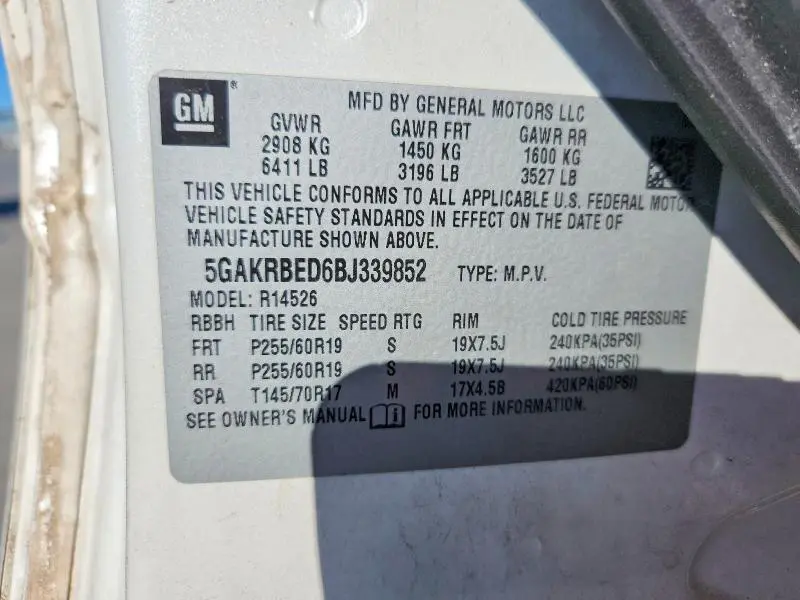 GM ®
MFD BY GENERAL MOTORS LLC
GVWR GAWR FRT GAWR RR
2908 KG 1450 KG 1600 KG
6411 LB 3196 LB 3527 LB
THIS VEHICLE CONFORMS TO ALL APPLICABLE U.S. FEDERAL MOTOR
VEHICLE SAFETY STANDARDS IN EFFECT ON THE DATE OF
MANUFACTURE SHOWN ABOVE.
5GAKRBED6BJ339852 TYPE: M.P.V.
MODEL: R14526
RBBH TIRE SIZE SPEED RTG RIM COLD TIRE PRESSURE
FRT P255/60R19 S 19X7.5J 240KPA(35PSI)
RR P255/60R19 S 19X7.5J 240KPA(35PSI)
SPA T145/70R17 M 17X4.5B 420KPA(60PSI)
SEE OWNER'S MANUAL FOR MORE INFORMATION.